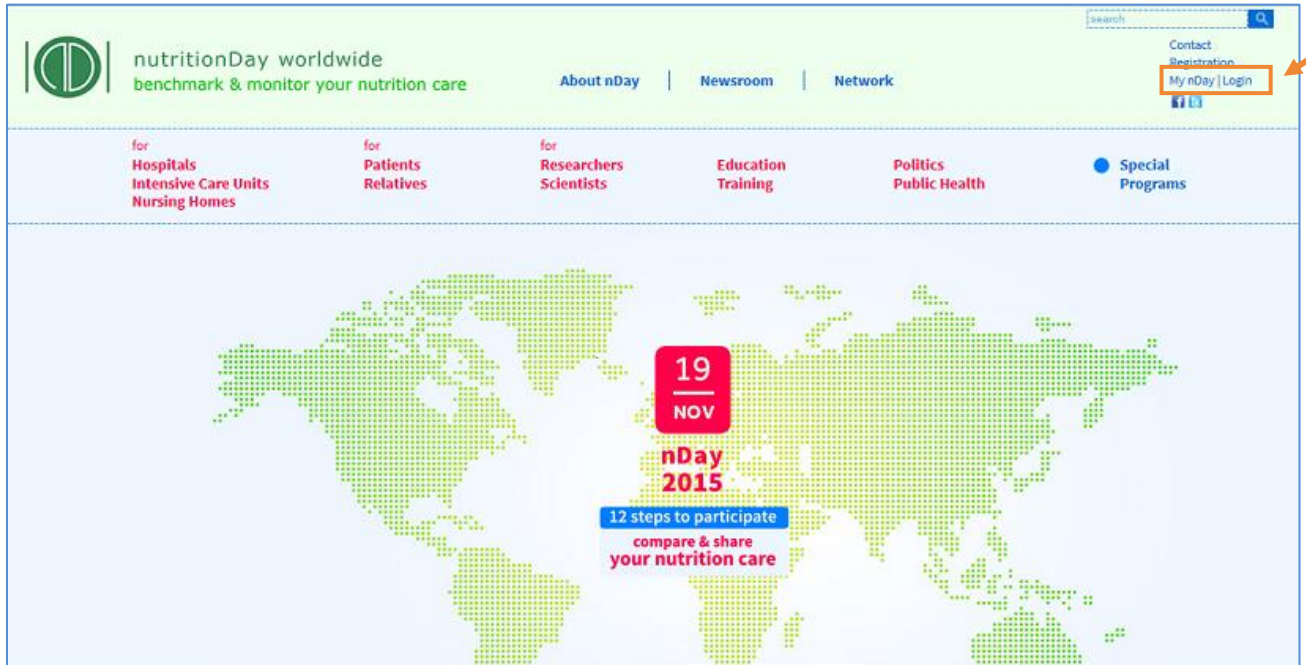 search
Contact
Registration
My nDay | Login
nutritionDay worldwide
benchmark & monitor your nutrition care
About nDay | Newsroom | Network
for
Hospitals
Intensive Care Units
Nursing Homes
for
Patients
Relatives
for
Researchers
Scientists
Education
Training
Politics
Public Health
Special
Programs
19
NOV
nDay
2015
12 steps to participate
compare & share
your nutrition care